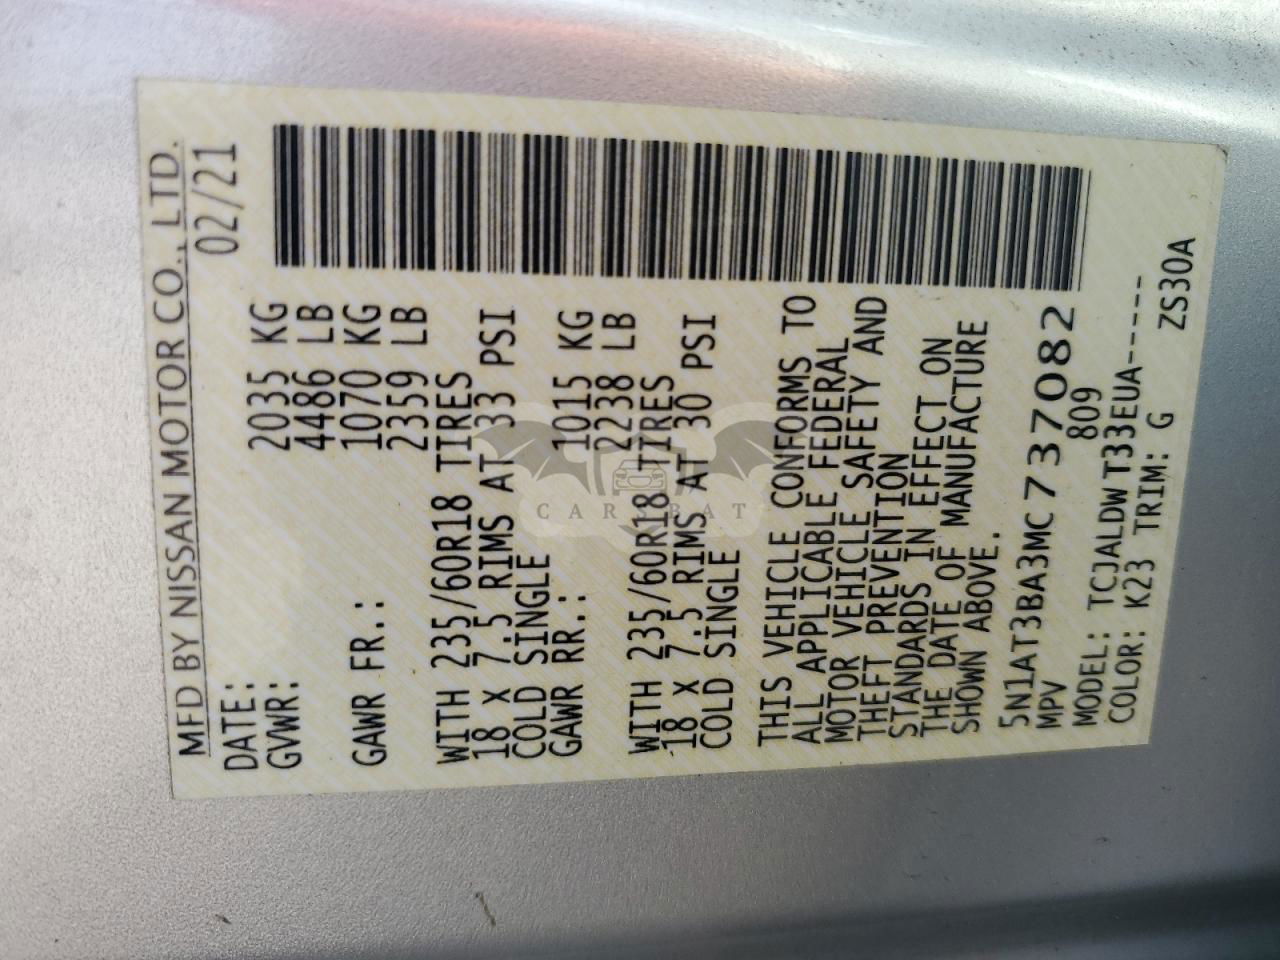 MFD BY NISSAN MOTOR CO., LTD.
DATE: 02/21
GVWR: 2035 KG
4486 LB
GAWR FR.: 1070 KG
2359 LB
WITH 235/60R18 TIRES
18 X 7.5 RIMS AT 33 PSI
COLD SINGLE
GAWR RR.: 1015 KG
2238 LB
WITH 235/60R18 TIRES
18 X 7.5 RIMS AT 30 PSI
COLD SINGLE
THIS VEHICLE CONFORMS TO
ALL APPLICABLE FEDERAL
MOTOR VEHICLE SAFETY AND
THEFT PREVENTION
STANDARDS IN EFFECT ON
THE DATE OF MANUFACTURE
SHOWN ABOVE.
5N1AT3BA3MC737082
MPV 809
MODEL: TCJALDWT33EUA-----
COLOR: K23 TRIM: G ZS30A
CARSBAT